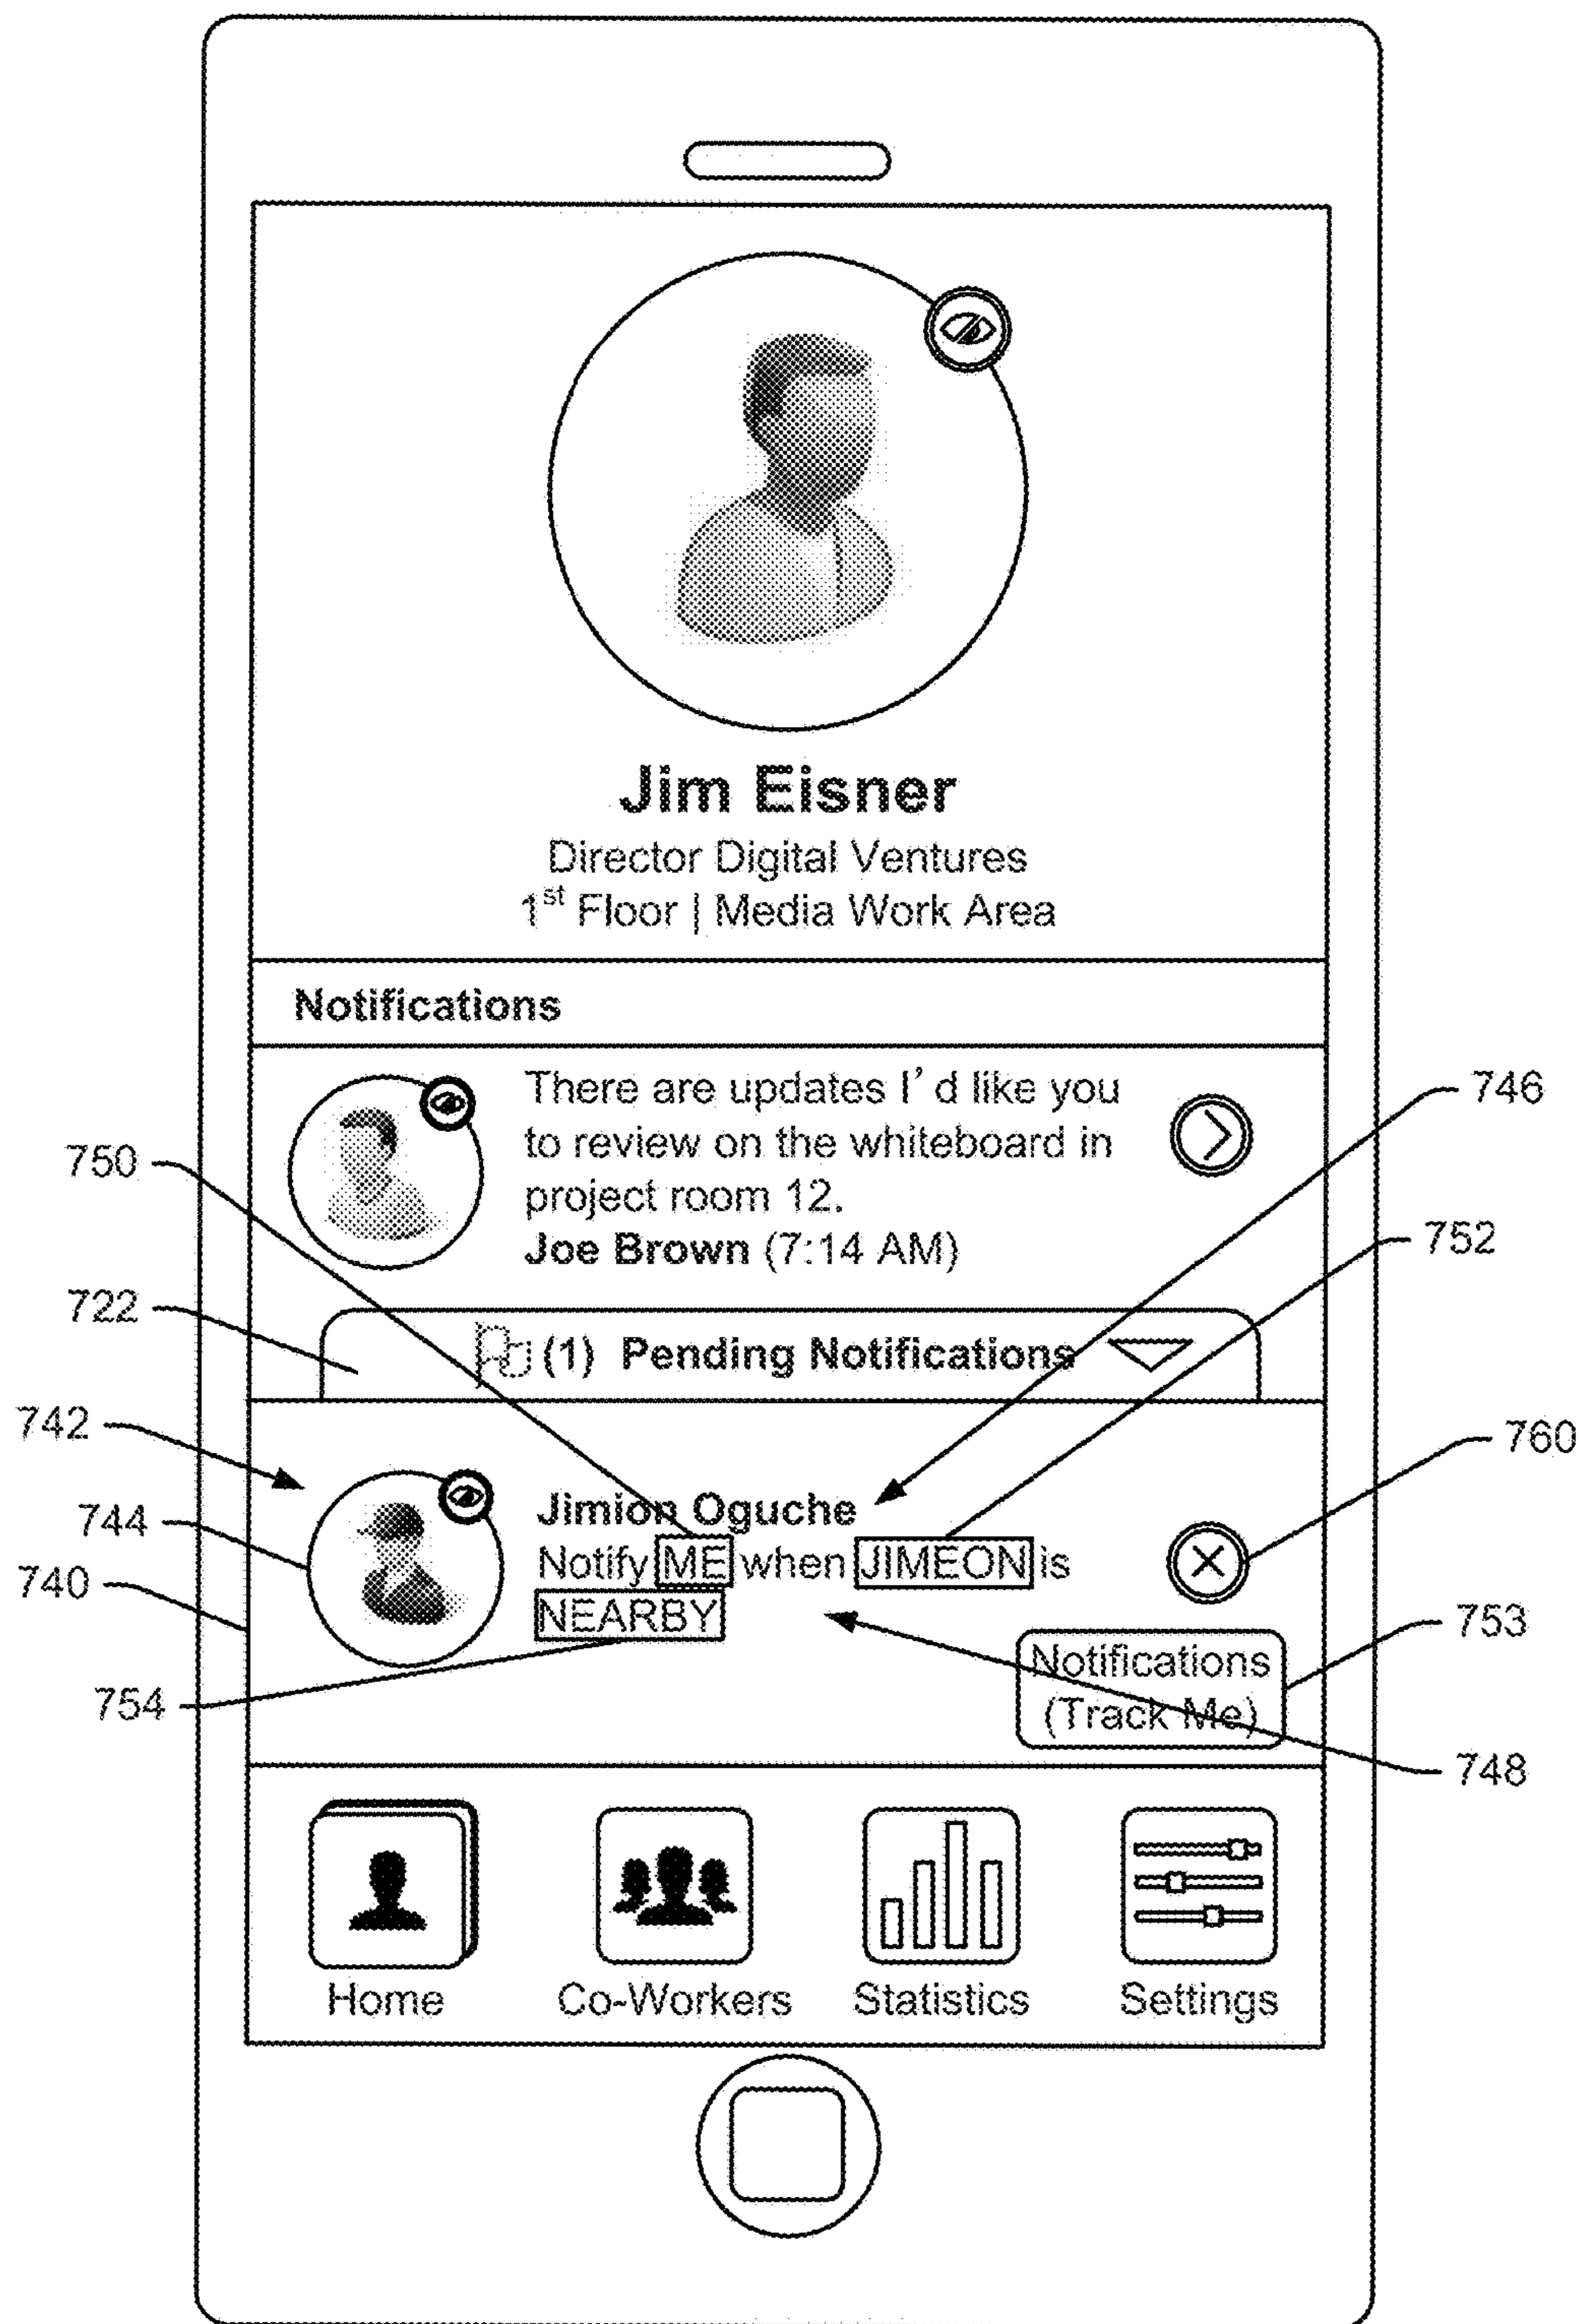 Jim Eisner
Director Digital Ventures
1st Floor | Media Work Area
Notifications
There are updates I' d like you
to review on the whiteboard in
project room 12.
Joe Brown (7:14 AM)
(1) Pending Notifications
Jimion Oguche
Notify ME when JIMEON is
NEARBY
Notifications
(Track Me)
Home
Co-Workers
Statistics
Settings
750
722
742
744
740
754
746
752
760
753
748